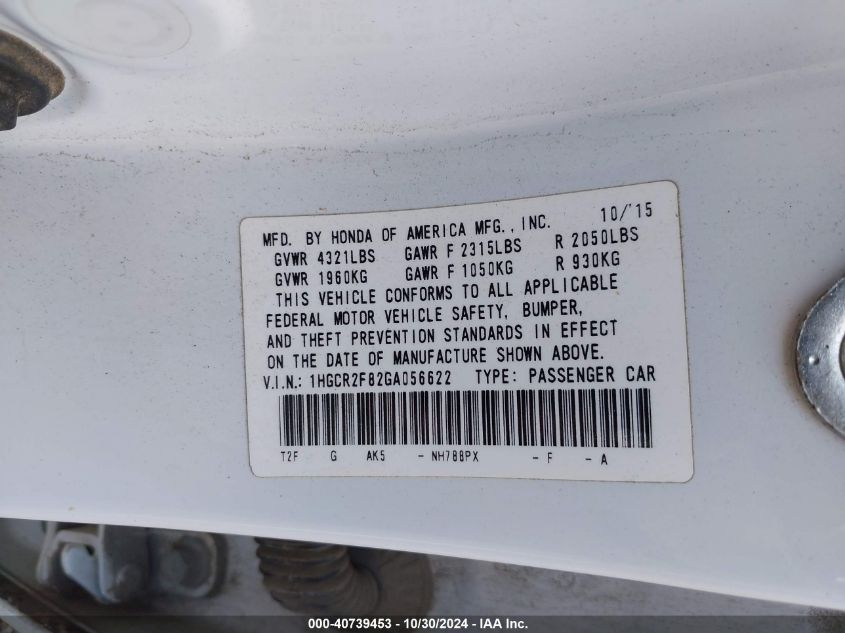 MFD. BY HONDA OF AMERICA MFG., INC. 10/'15
GVWR 4321LBS GAWR F 2315LBS R 2050LBS
GVWR 1960KG GAWR F 1050KG R 930KG
THIS VEHICLE CONFORMS TO ALL APPLICABLE
FEDERAL MOTOR VEHICLE SAFETY, BUMPER,
AND THEFT PREVENTION STANDARDS IN EFFECT
ON THE DATE OF MANUFACTURE SHOWN ABOVE.
V.I.N.: 1HGCR2F82GA056622 TYPE: PASSENGER CAR
T2F G AK5 - NH788PX - F - A
000-40739453 - 10/30/2024 - IAA Inc.